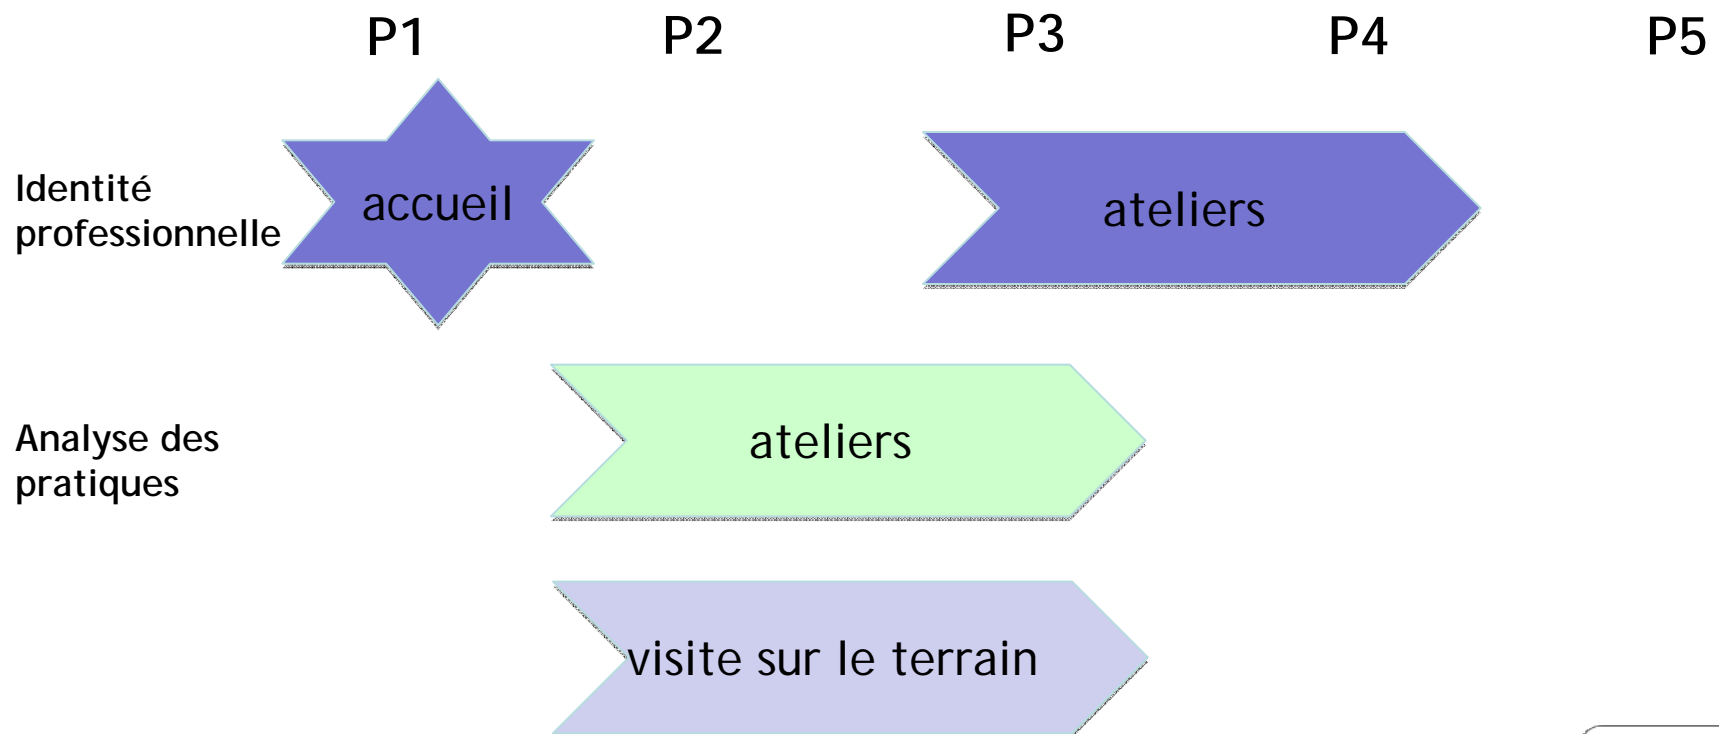 P1 P2 P3 P4 P5
Identité
professionnelle
accueil
ateliers
Analyse des
pratiques
ateliers
visite sur le terrain